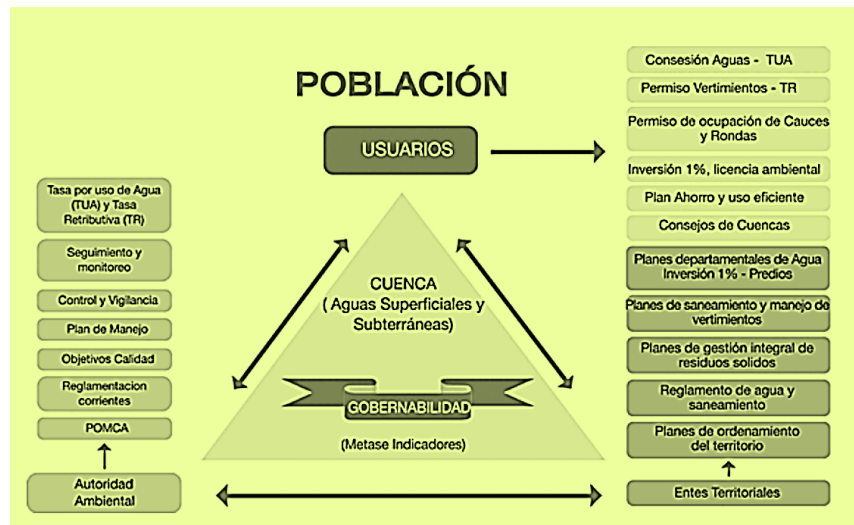 POBLACIÓN
USUARIOS
Consesión Aguas - TUA
Permiso Vertimientos - TR
Permiso de ocupación de Cauces
y Rondas
Inversión 1%, licencia ambiental
Plan Ahorro y uso eficiente
Consejos de Cuencas
Planes departamentales de Agua
Inversión 1% - Predios
Planes de saneamiento y manejo de
vertimientos
Planes de gestión integral de
residuos solidos
Reglamento de agua y
saneamiento
Planes de ordenamiento
del territorio
Entes Territoriales
Tasa por uso de Agua
(TUA) y Tasa
Retributiva (TR)
Seguimiento y
monitoreo
Control y Vigilancia
Plan de Manejo
Objetivos Calidad
Reglamentacion
corrientes
POMCA
Autoridad
Ambiental
CUENCA
( Aguas Superficiales y
Subterráneas)
GOBERNABILIDAD
(Metase Indicadores)